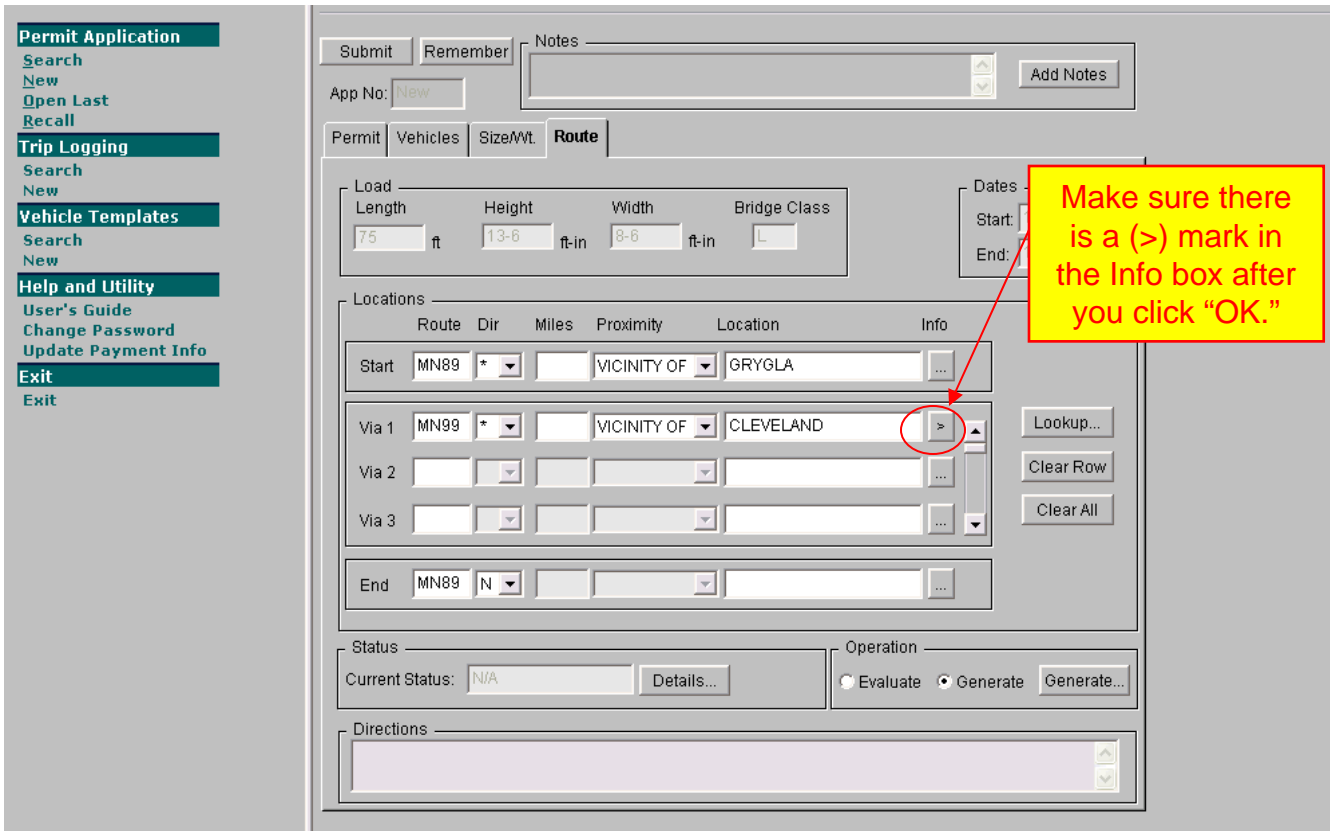 Permit Application
Search
New
Open Last
Recall
Trip Logging
Search
New
Vehicle Templates
Search
New
Help and Utility
User's Guide
Change Password
Update Payment Info
Exit
Exit
Submit Remember Notes
Add Notes
App No: New
Permit Vehicles Size/Wt. Route
Load
Length Height Width Bridge Class
75 ft 13-6 ft-in 8-6 ft-in L
Dates
Start:
End:
Make sure there
is a (>) mark in
the Info box after
you click “OK.”
Locations
Route Dir Miles Proximity Location Info
Start MN89 * VICINITY OF GRYGLA ...
Via 1 MN99 * VICINITY OF CLEVELAND > Lookup...
Via 2 ... Clear Row
Via 3 ... Clear All
End MN89 N ...
Status
Current Status: N/A Details...
Operation
Evaluate Generate Generate...
Directions